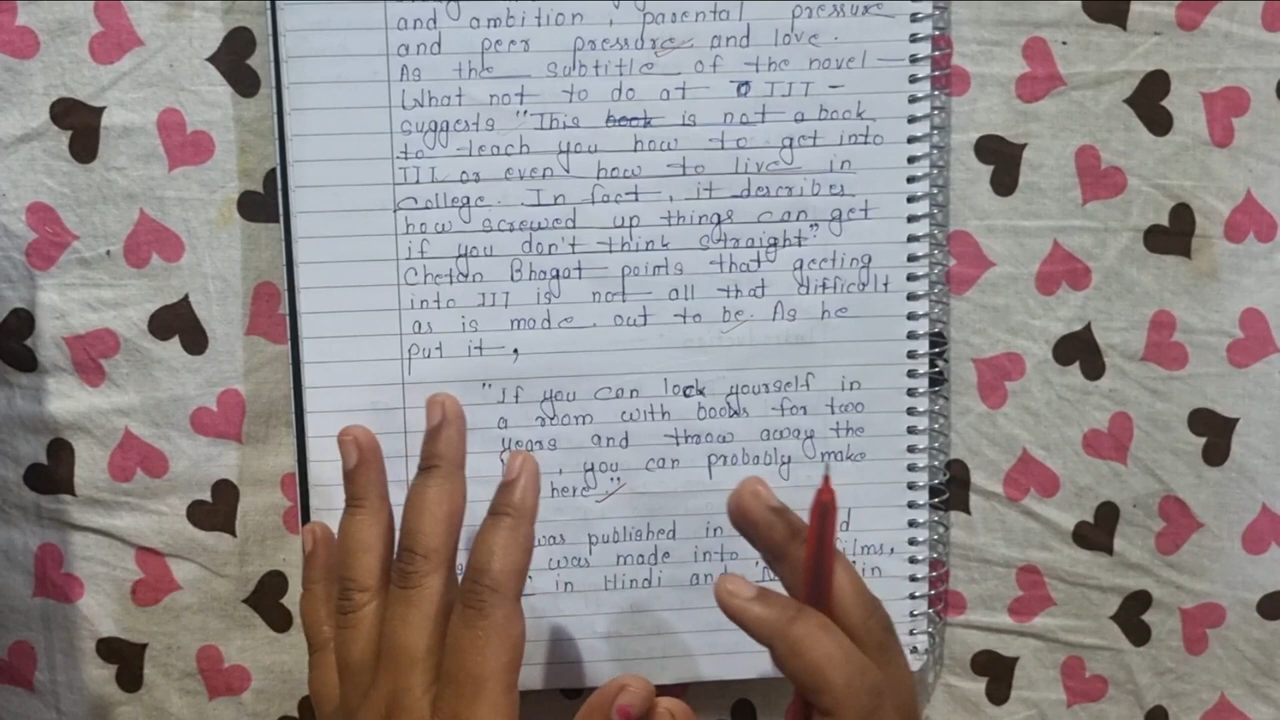 and ambition, parental pressure
and peer pressure and love.
As the subtitle of the novel —
What not to do at IIT -
suggests "This book is not a book
to teach you how to get into
IIT or even how to live in
College. In fact, it describes
how screwed up things can get
if you don't think straight"
Chetan Bhagat points that geeting
into IIT is not all that difficult
as is made out to be. As he
put it,
"If you can lock yourself in
a room with books for two
years and throw away the
, you can probably make
here"
was published in
was made into films,
in Hindi and in